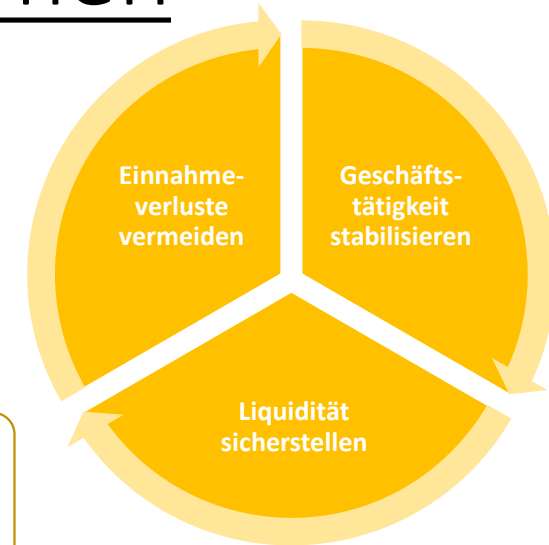 Einnahme-
verluste
vermeiden
Geschäfts-
tätigkeit
stabilisieren
Liquidität
sicherstellen